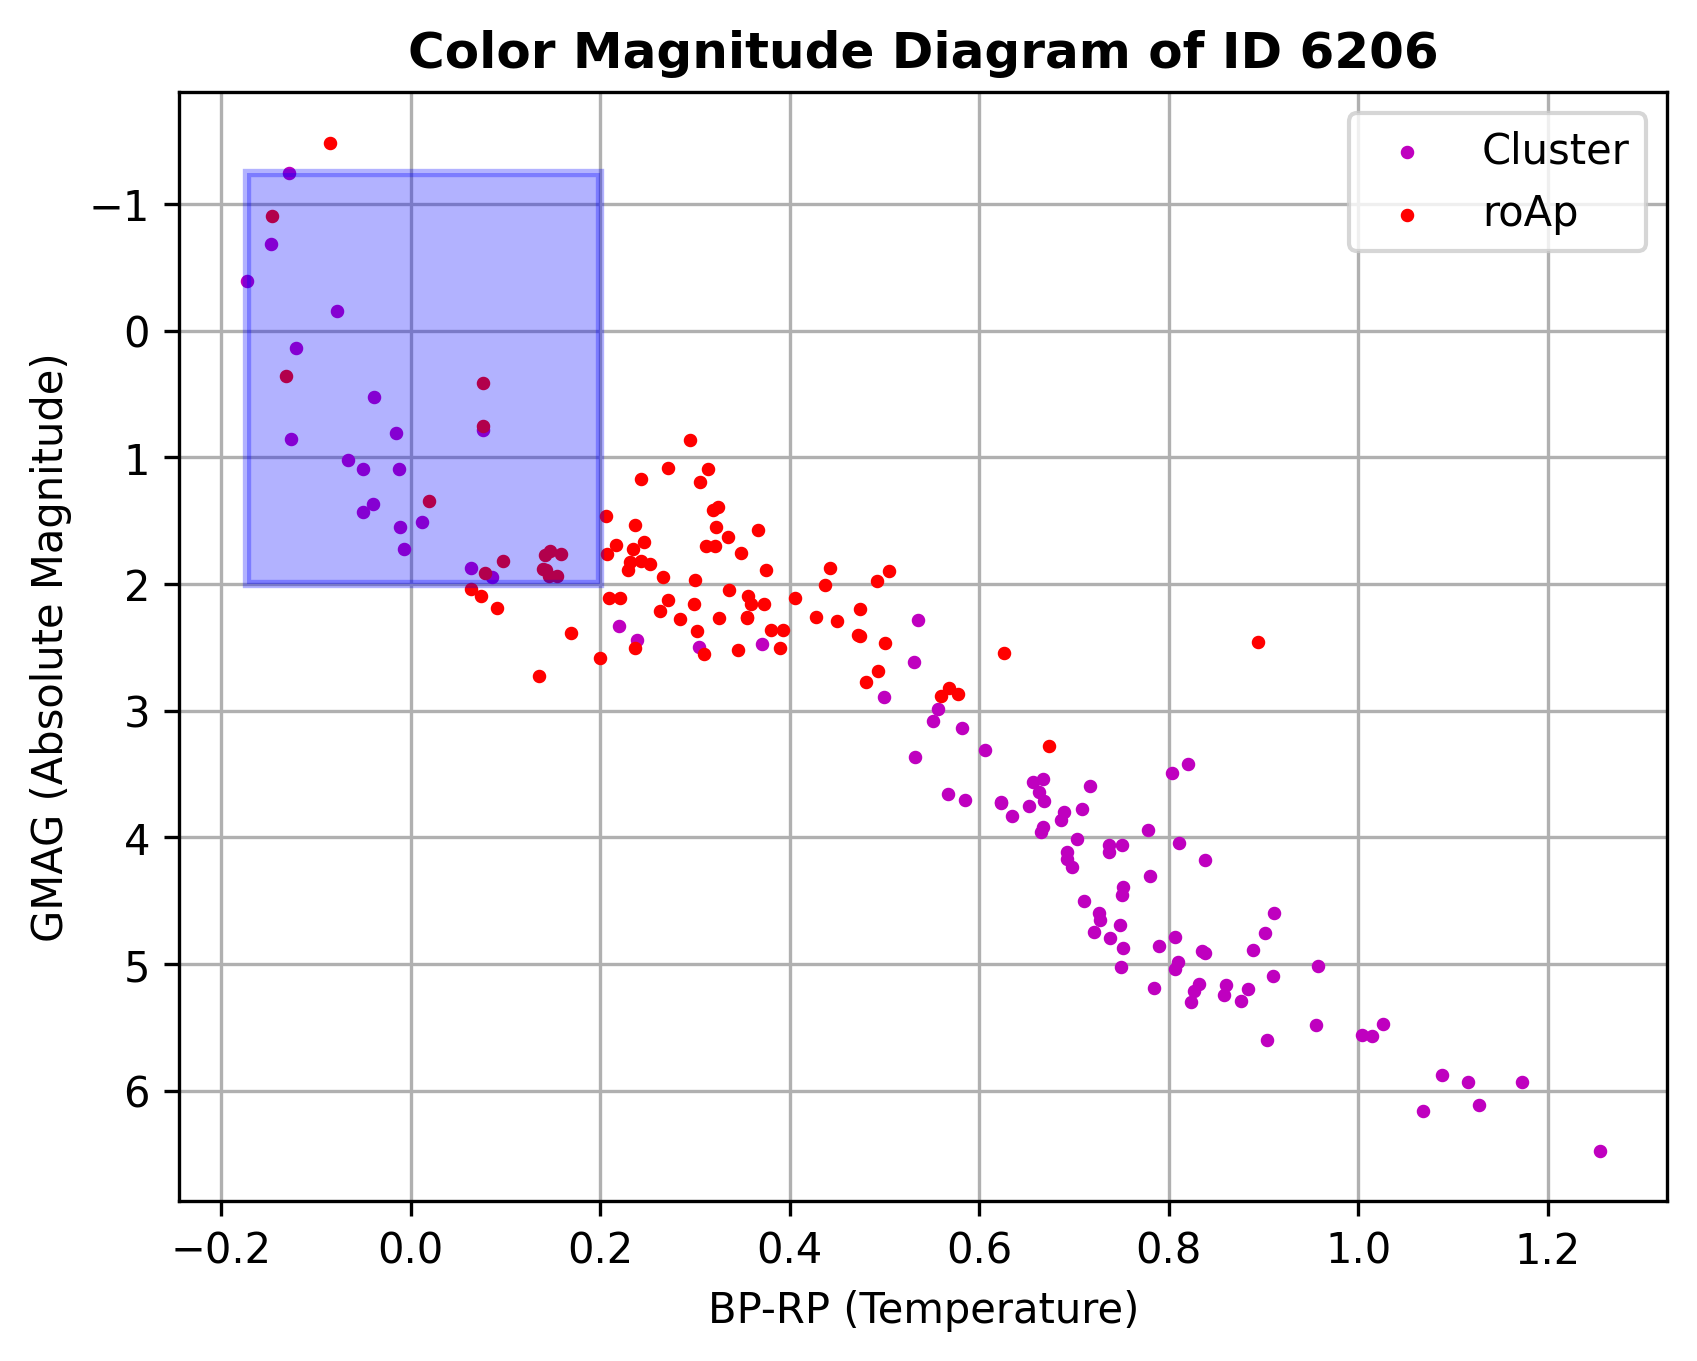 Color Magnitude Diagram of ID 6206
Cluster
roAp
GMAG (Absolute Magnitude)
−1
0
1
2
3
4
5
6
−0.2 0.0 0.2 0.4 0.6 0.8 1.0 1.2
BP-RP (Temperature)